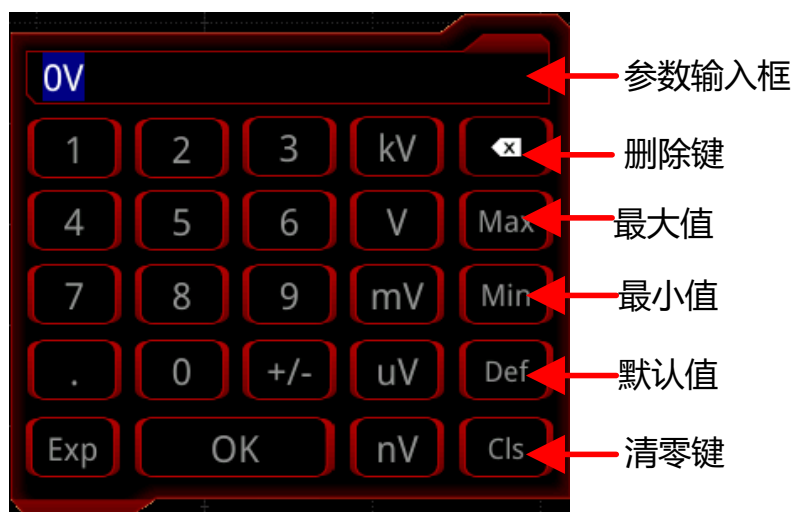 0V 参数输入框
1 2 3 kV 删除键
4 5 6 V Max 最大值
7 8 9 mV Min 最小值
. 0 +/- uV Def 默认值
Exp OK nV Cls 清零键